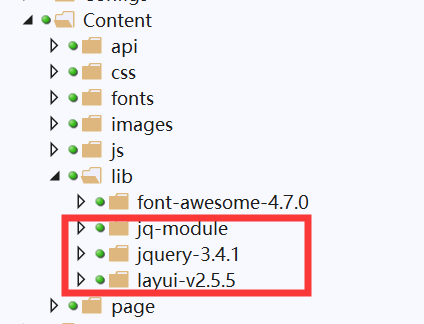 Content
api
css
fonts
images
js
lib
font-awesome-4.7.0
jq-module
jquery-3.4.1
layui-v2.5.5
page